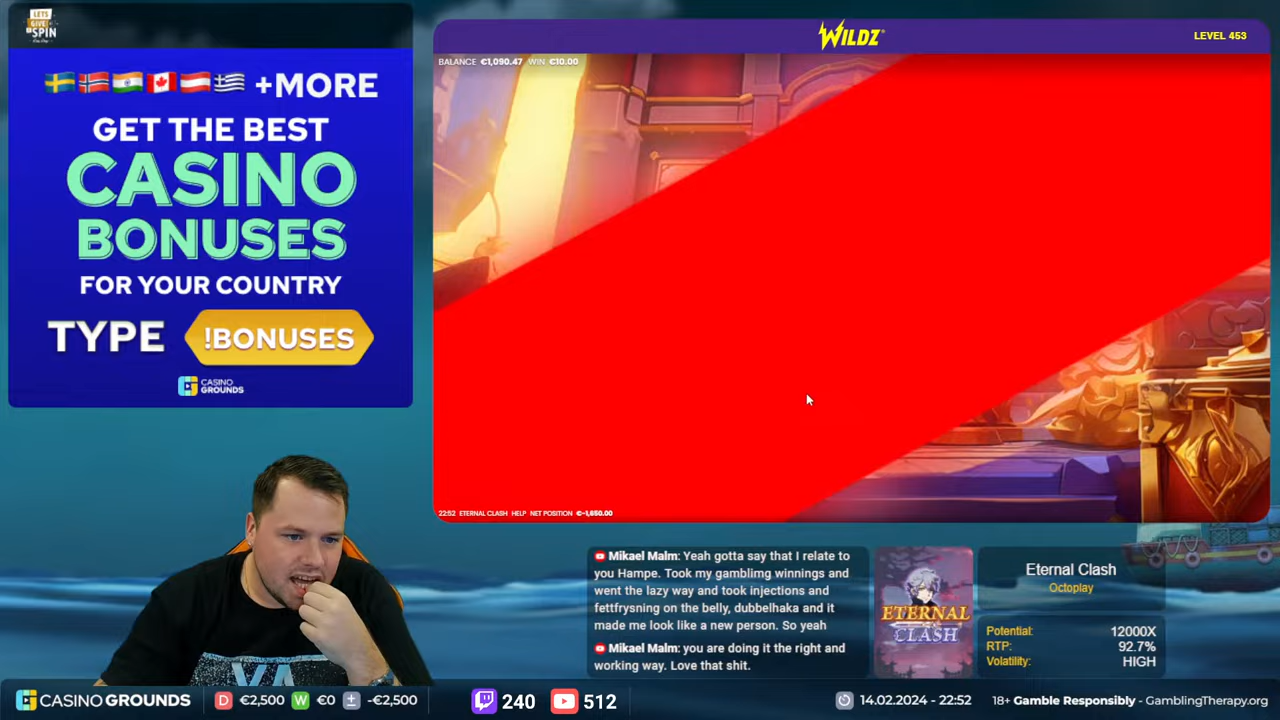 LETS
GIVE IT
SPIN
+MORE
GET THE BEST
CASINO
BONUSES
FOR YOUR COUNTRY
TYPE !BONUSES
CASINO
GROUNDS
WILDZ
LEVEL 453
BALANCE €1,090.47 WIN €10.00
22:52 ETERNAL CLASH HELP NET POSITION €-1,650.00
Mikael Malm: Yeah gotta say that I relate to
you Hampe. Took my gamblimg winnings and
went the lazy way and took injections and
fettfrysning on the belly, dubbelhaka and it
made me look like a new person. So yeah
Mikael Malm: you are doing it the right and
working way. Love that shit.
ETERNAL
CLASH
Eternal Clash
Octoplay
Potential: 12000X
RTP: 92.7%
Volatility: HIGH
CASINO GROUNDS D €2,500 W €0 ± -€2,500 240 512 14.02.2024 - 22:52 18+ Gamble Responsibly - GamblingTherapy.org